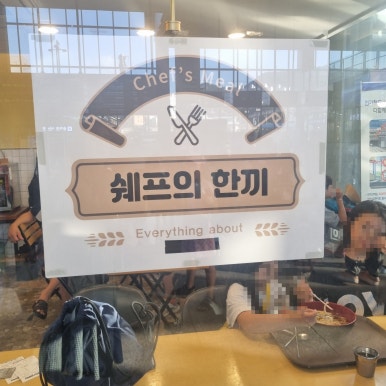 Chef's Meal
쉐프의 한끼
Everything about